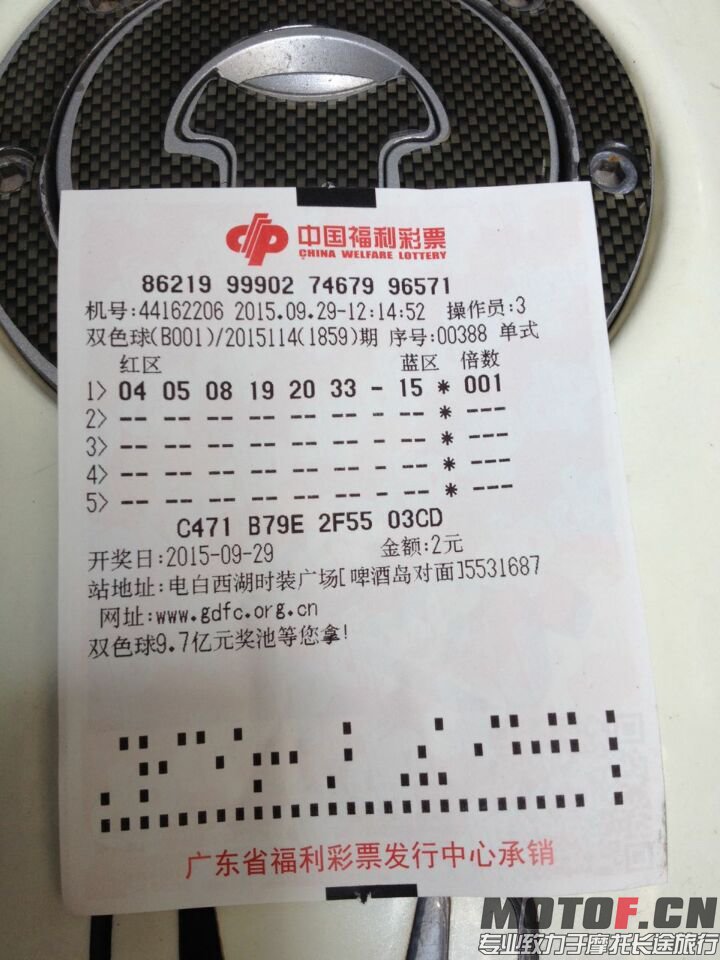 中国福利彩票
CHINA WELFARE LOTTERY
86219 99902 74679 96571
机号:44162206 2015.09.29-12:14:52 操作员:3
双色球(B001)/2015114(1859)期 序号:00388 单式
红区 蓝区 倍数
1> 04 05 08 19 20 33 - 15 * 001
2> -- -- -- -- -- -- - -- * ---
3> -- -- -- -- -- -- - -- * ---
4> -- -- -- -- -- -- - -- * ---
5> -- -- -- -- -- -- - -- * ---
C471 B79E 2F55 03CD
开奖日:2015-09-29 金额:2元
站地址:电白西湖时装广场[啤酒岛对面]5531687
网址:www.gdfc.org.cn
双色球9.7亿元奖池等您拿!
广东省福利彩票发行中心承销
MOTOF.CN
专业致力于摩托长途旅行